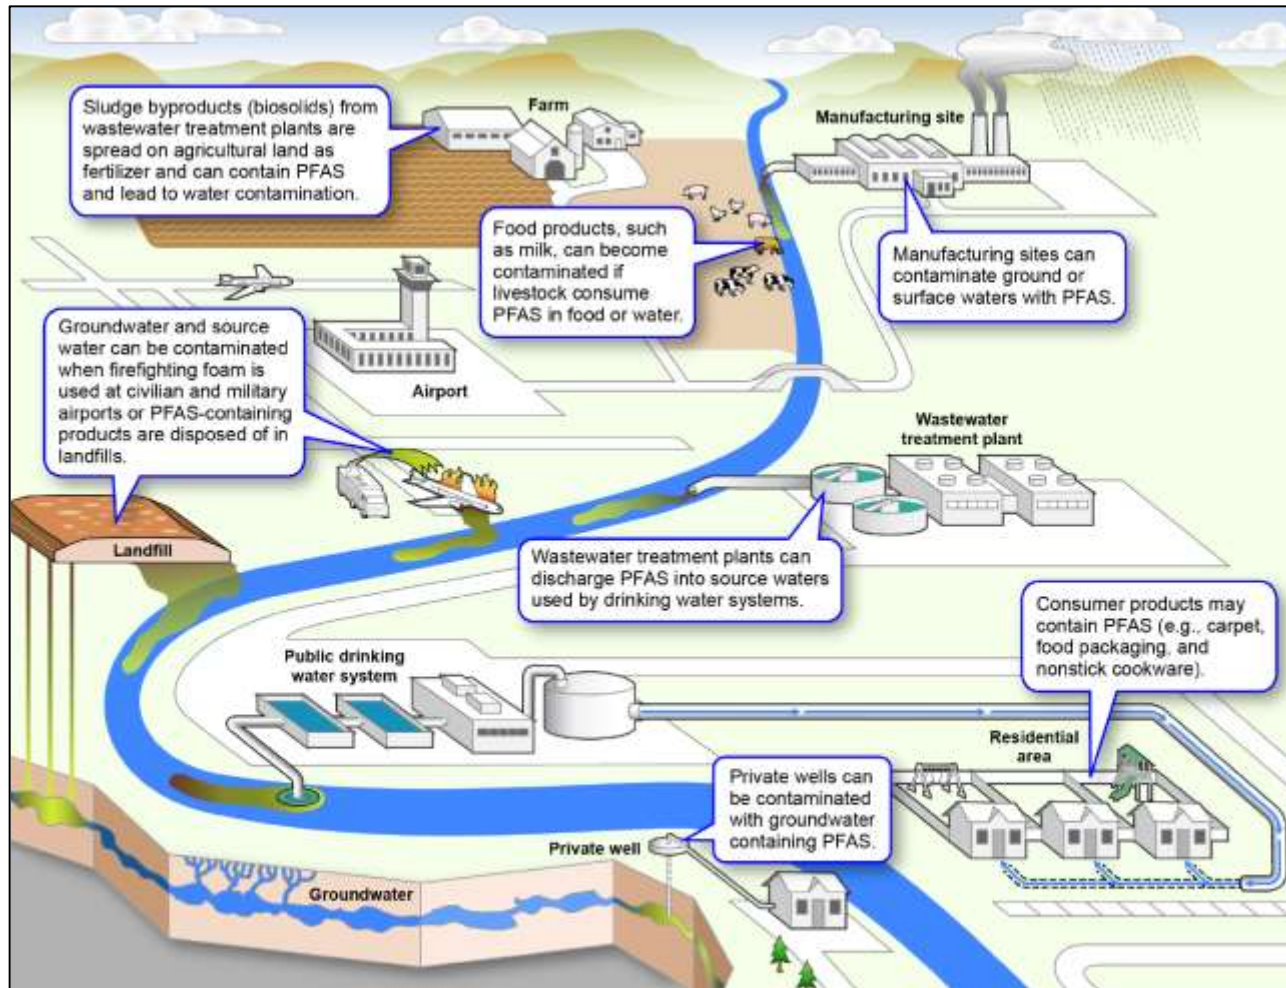 Sludge byproducts (biosolids) from
wastewater treatment plants are
spread on agricultural land as
fertilizer and can contain PFAS
and lead to water contamination.
Farm
Manufacturing site
Food products, such
as milk, can become
contaminated if
livestock consume
PFAS in food or water.
Manufacturing sites can
contaminate ground or
surface waters with PFAS.
Groundwater and source
water can be contaminated
when firefighting foam is
used at civilian and military
airports or PFAS-containing
products are disposed of in
landfills.
Airport
Wastewater
treatment plant
Landfill
Wastewater treatment plants can
discharge PFAS into source waters
used by drinking water systems.
Consumer products may
contain PFAS (e.g., carpet,
food packaging, and
nonstick cookware).
Public drinking
water system
Residential
area
Private wells can
be contaminated
with groundwater
containing PFAS.
Private well
Groundwater